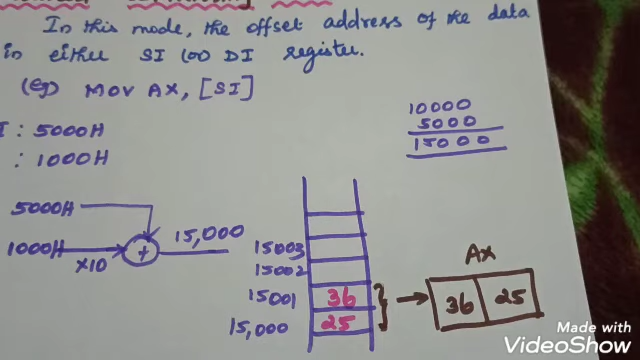 In this mode, the offset address of the data
in either SI (or) DI register.
(eg) MOV AX, [SI]
I : 5000H
: 1000H
10000
5000
15000
5000H
1000H
×10
+
15,000
15003
15002
15001 36
15,000 25
AX
36 25
Made with
VideoShow